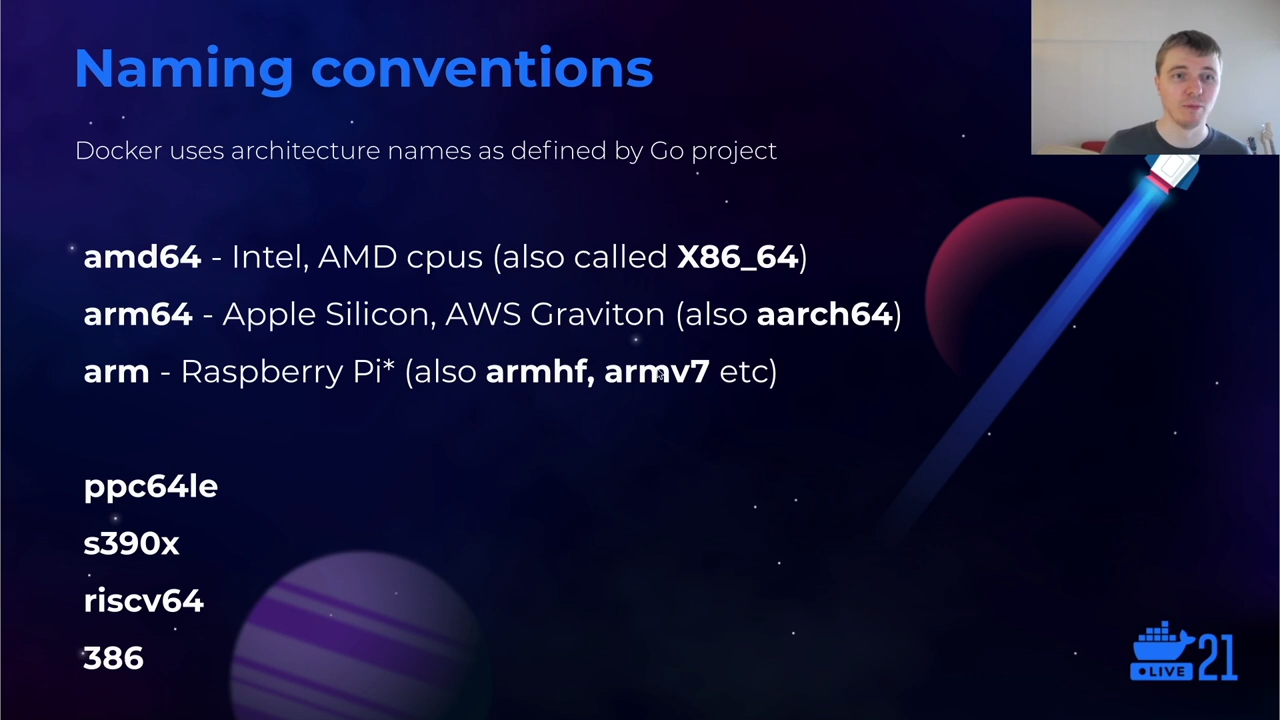 Naming conventions
Docker uses architecture names as defined by Go project
amd64 - Intel, AMD cpus (also called X86_64)
arm64 - Apple Silicon, AWS Graviton (also aarch64)
arm - Raspberry Pi* (also armhf, armv7 etc)
ppc64le
s390x
riscv64
386
LIVE 21